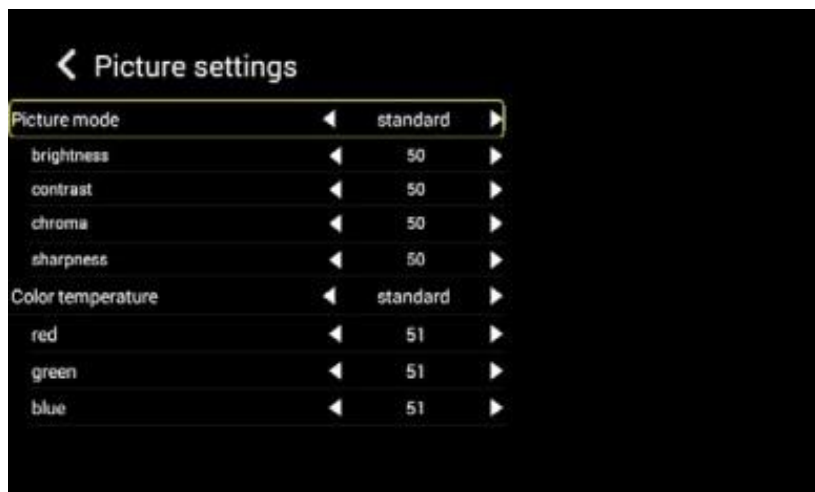 Picture settings
Picture mode standard
brightness 50
contrast 50
chroma 50
sharpness 50
Color temperature standard
red 51
green 51
blue 51